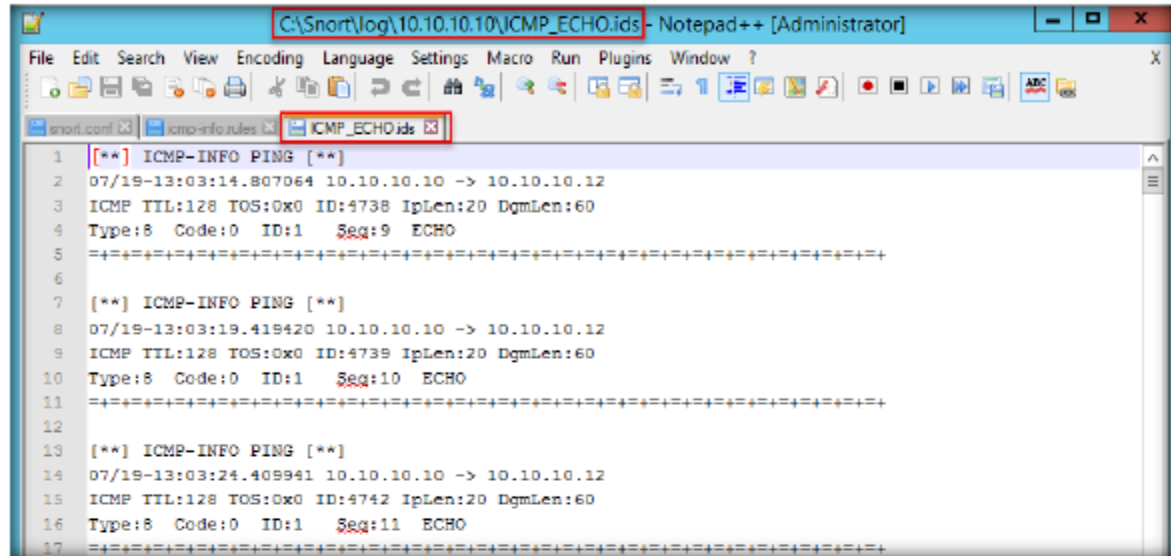 C:\Snort\log\10.10.10.10\ICMP_ECHO.ids - Notepad++ [Administrator]
File Edit Search View Encoding Language Settings Macro Run Plugins Window ? X
snort.conf icmp-info.rules ICMP_ECHO.ids
1 [**] ICMP-INFO PING [**]
2 07/19-13:03:14.807064 10.10.10.10 -> 10.10.10.12
3 ICMP TTL:128 TOS:0x0 ID:4738 IpLen:20 DgmLen:60
4 Type:8 Code:0 ID:1 Seq:9 ECHO
5 =+=+=+=+=+=+=+=+=+=+=+=+=+=+=+=+=+=+=+=+=+=+=+=+=+=+=+=+=+=+=+=+=+=+=+=+=+
6
7 [**] ICMP-INFO PING [**]
8 07/19-13:03:19.419420 10.10.10.10 -> 10.10.10.12
9 ICMP TTL:128 TOS:0x0 ID:4739 IpLen:20 DgmLen:60
10 Type:8 Code:0 ID:1 Seq:10 ECHO
11 =+=+=+=+=+=+=+=+=+=+=+=+=+=+=+=+=+=+=+=+=+=+=+=+=+=+=+=+=+=+=+=+=+=+=+=+=+
12
13 [**] ICMP-INFO PING [**]
14 07/19-13:03:24.409941 10.10.10.10 -> 10.10.10.12
15 ICMP TTL:128 TOS:0x0 ID:4742 IpLen:20 DgmLen:60
16 Type:8 Code:0 ID:1 Seq:11 ECHO
17 =+=+=+=+=+=+=+=+=+=+=+=+=+=+=+=+=+=+=+=+=+=+=+=+=+=+=+=+=+=+=+=+=+=+=+=+=+